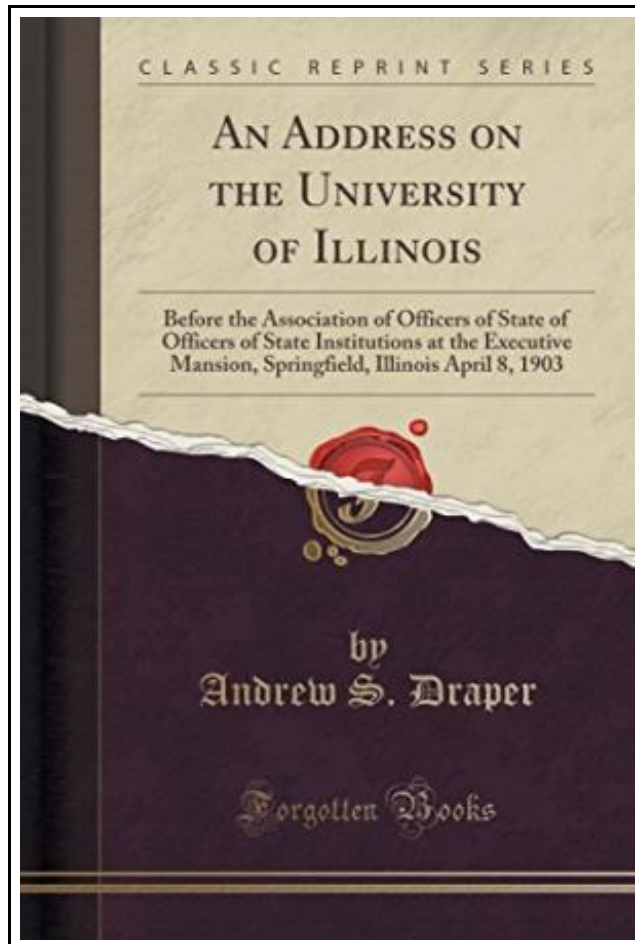 CLASSIC REPRINT SERIES
AN ADDRESS ON
THE UNIVERSITY
OF ILLINOIS
Before the Association of Officers of State of
Officers of State Institutions at the Executive
Mansion, Springfield, Illinois April 8, 1903
by
Andrew S. Draper
Forgotten Books